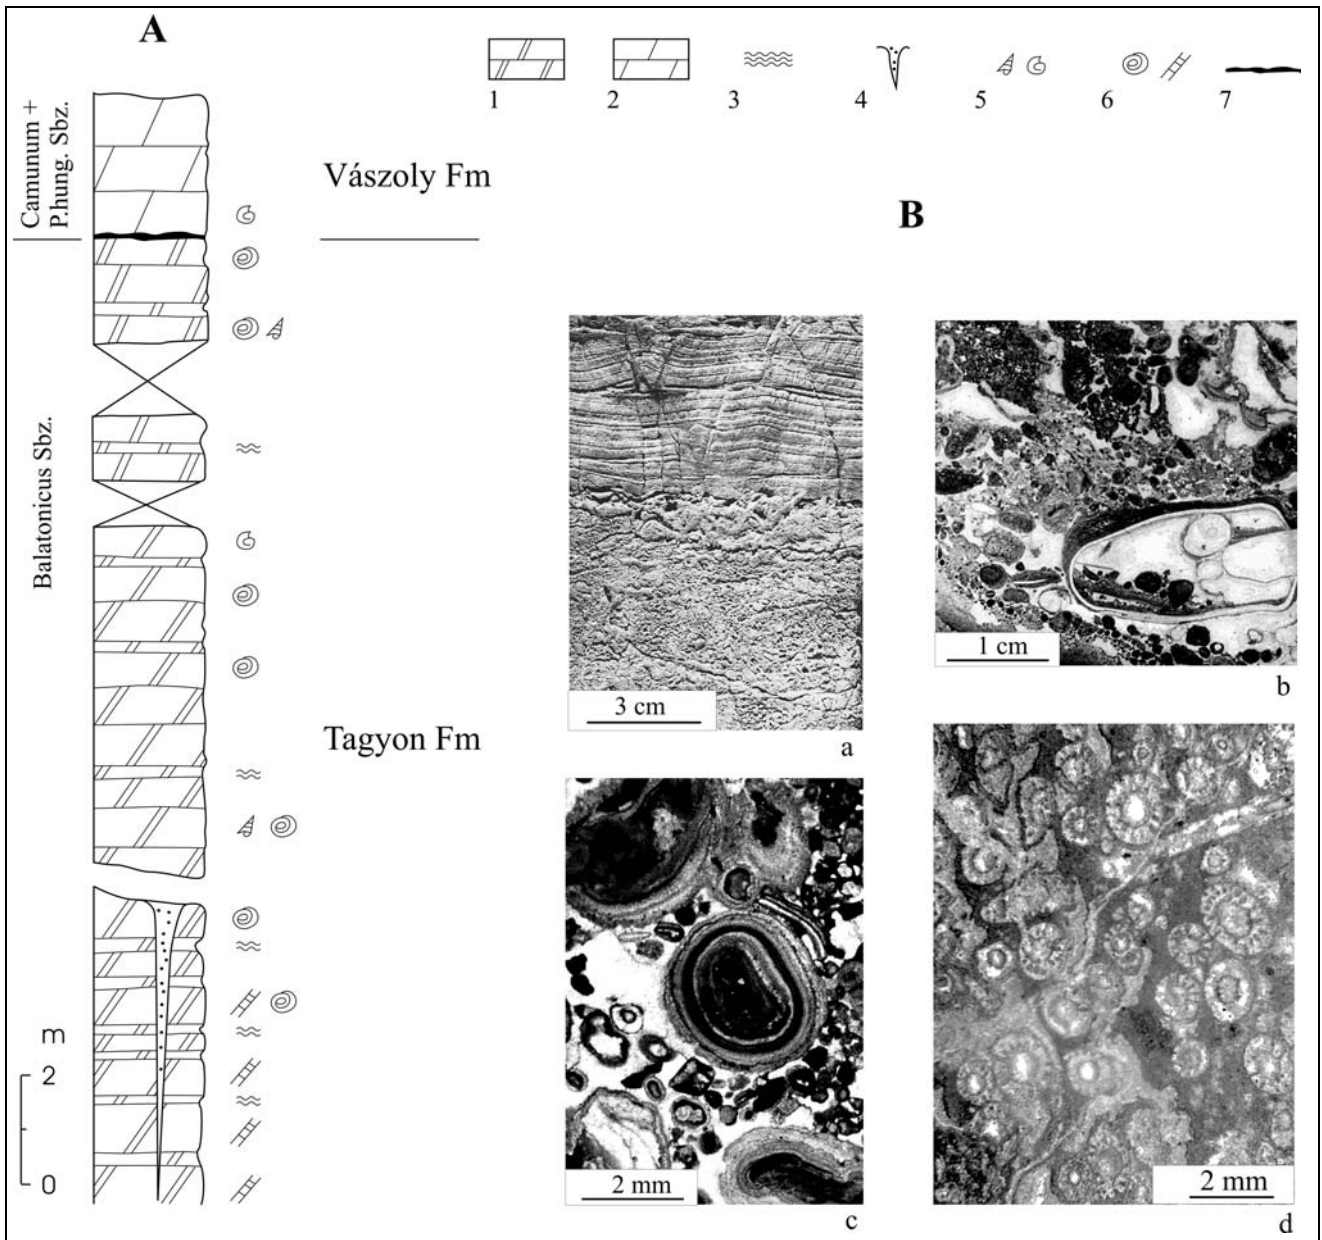 A
1 2 3 4 5 6 7
Camunum +
P.hung. Sbz.
Vászoly Fm
B
Balatonicus Sbz.
Tagyon Fm
m
2
0
3 cm
a
1 cm
b
2 mm
c
2 mm
d